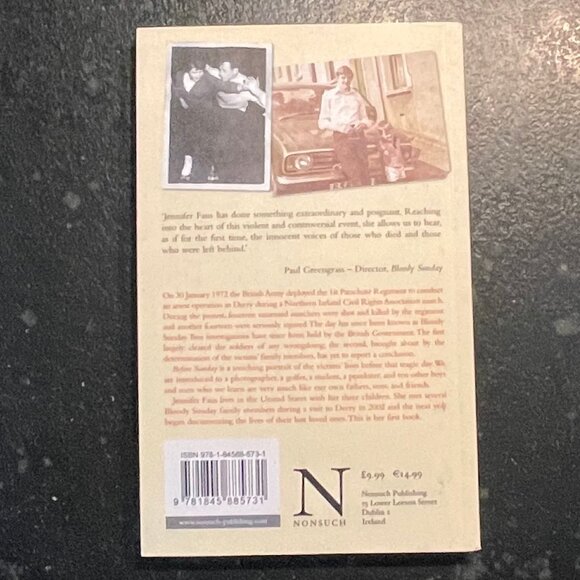 'Jennifer Faus has done something extraordinary and poignant. Reaching
into the heart of this violent and controversial event, she allows us to hear,
as if for the first time, the innocent voices of those who died and those
who were left behind.'
Paul Greengrass – Director, Bloody Sunday
On 30 January 1972 the British Army deployed the 1st Parachute Regiment to conduct
an arrest operation in Derry during a Northern Ireland Civil Rights Association march.
During the protest, fourteen unarmed marchers were shot and killed by the regiment
and another fourteen were seriously injured. The day has since been known as Bloody
Sunday. Two investigations have since been held by the British Government. The first
largely cleared the soldiers of any wrongdoing; the second, brought about by the
determination of the victims' family members, has yet to report a conclusion.
Before Sunday is a touching portrait of the victims' lives before that tragic day. We
are introduced to a photographer, a golfer, a student, a prankster, and ten other boys
and men who we learn are very much like our own fathers, sons, and friends.
Jennifer Faus lives in the United States with her three children. She met several
Bloody Sunday family members during a visit to Derry in and the next
began documenting the lives of their lost loved ones. This is her first book.
ISBN 978-1-84588-573-1
9 781845 885731
www.nonsuch-publishing.com
N
NONSUCH
£9.99 €14.99
Nonsuch Publishing
Lower Street
Dublin 1
Ireland